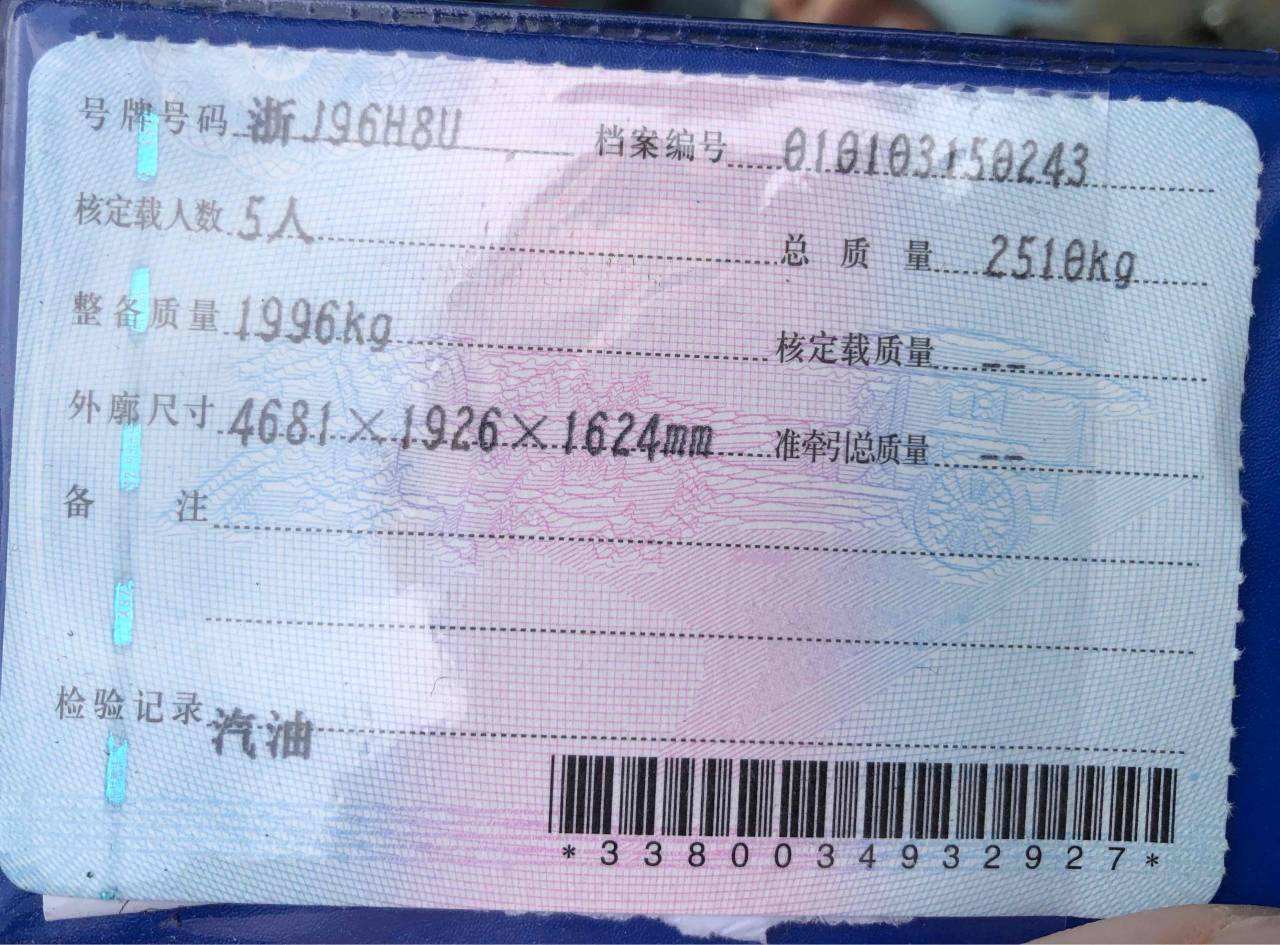 号牌号码 浙J96H8U 档案编号 010103150243
核定载人数 5人 总质量 2510kg
整备质量 1996kg 核定载质量 --
外廓尺寸 4681×1926×1624mm 准牵引总质量 --
备注
检验记录 汽油
*3380034932927*